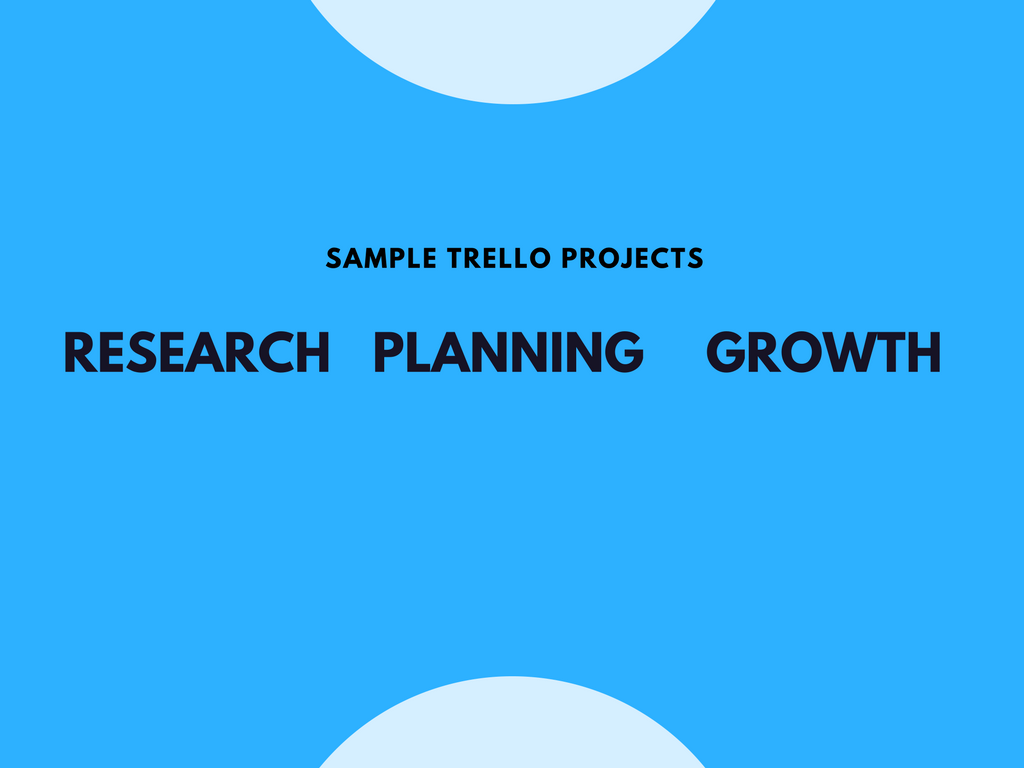 SAMPLE TRELLO PROJECTS
RESEARCH PLANNING GROWTH